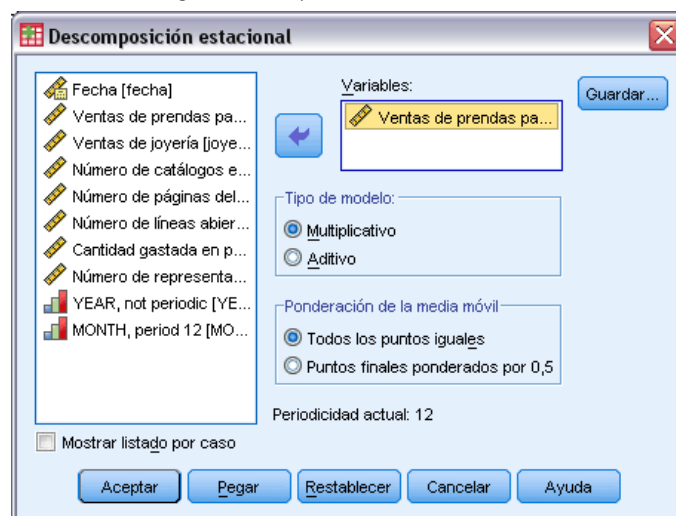 Descomposición estacional
Fecha [fecha]
Ventas de prendas pa...
Ventas de joyería [joye...
Número de catálogos e...
Número de páginas del...
Número de líneas abier...
Cantidad gastada en p...
Número de representa...
YEAR, not periodic [YE...
MONTH, period 12 [MO...
Mostrar listado por caso
Variables:
Ventas de prendas pa...
Guardar...
Tipo de modelo:
Multiplicativo
Aditivo
Ponderación de la media móvil
Todos los puntos iguales
Puntos finales ponderados por 0,5
Periodicidad actual: 12
Aceptar Pegar Restablecer Cancelar Ayuda